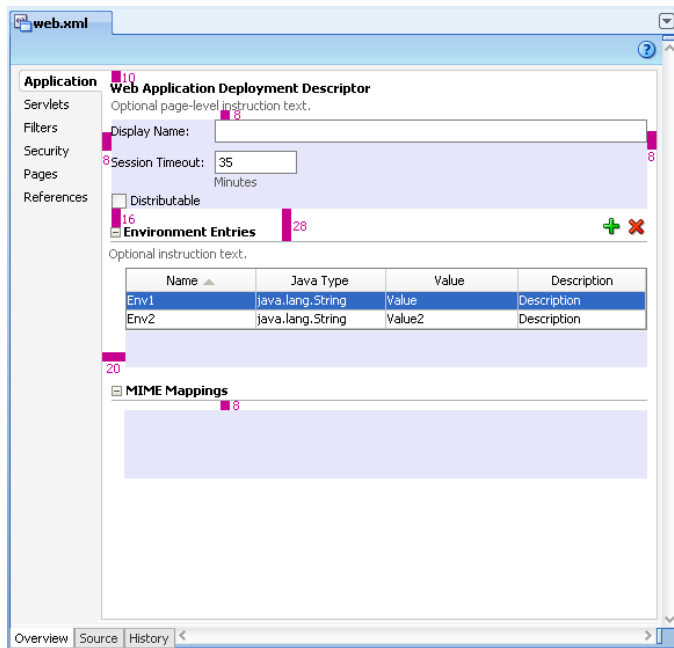 web.xml
?
Application
Servlets
Filters
Security
Pages
References
10
Web Application Deployment Descriptor
Optional page-level instruction text.
8
Display Name:
8
8
Session Timeout: 35
Minutes
Distributable
16
28
Environment Entries
Optional instruction text.
Name Java Type Value Description
Env1 java.lang.String Value Description
Env2 java.lang.String Value2 Description
20
MIME Mappings
8
Overview Source History